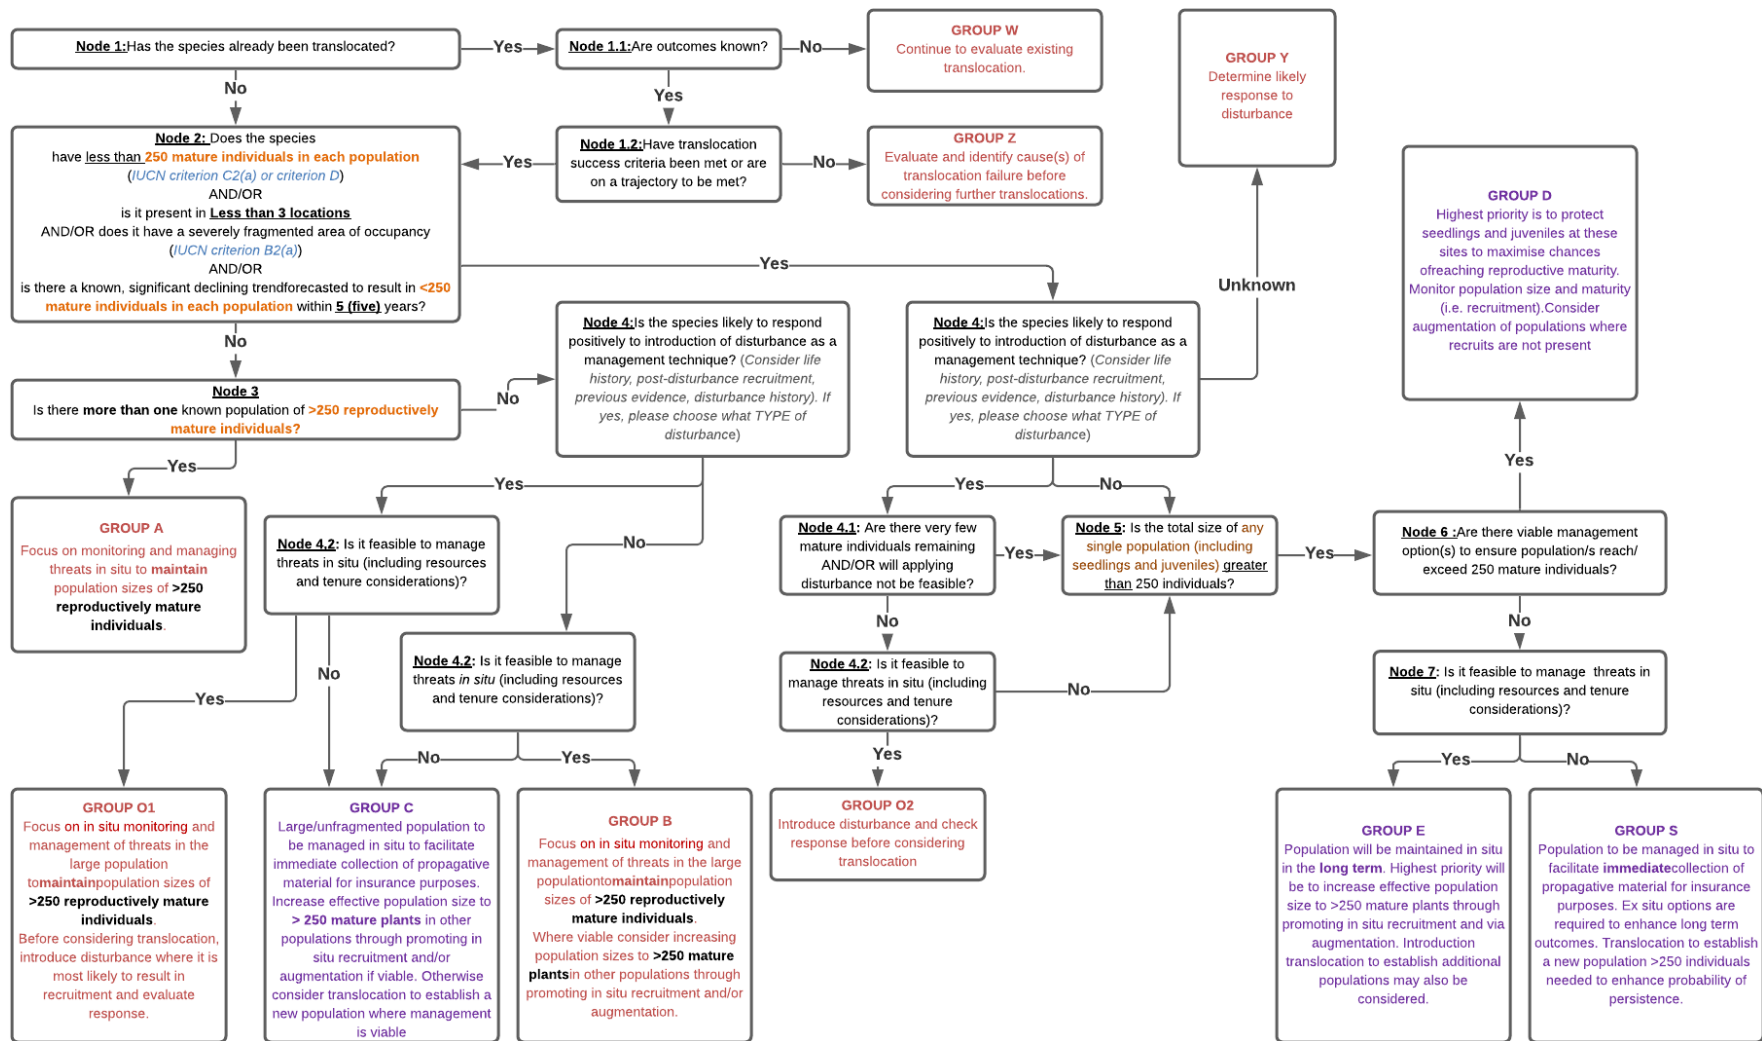 Node 1:Has the species already been translocated?
Yes
Node 1.1:Are outcomes known?
No
GROUP W
Continue to evaluate existing
translocation.
GROUP Y
Determine likely
response to
disturbance
No
Yes
Node 2: Does the species
have less than 250 mature individuals in each population
(IUCN criterion C2(a) or criterion D)
AND/OR
is it present in Less than 3 locations
AND/OR does it have a severely fragmented area of occupancy
(IUCN criterion B2(a))
AND/OR
is there a known, significant declining trendforecasted to result in <250
mature individuals in each population within 5 (five) years?
Yes
Node 1.2:Have translocation
success criteria been met or are
on a trajectory to be met?
No
GROUP Z
Evaluate and identify cause(s) of
translocation failure before
considering further translocations.
GROUP D
Highest priority is to protect
seedlings and juveniles at these
sites to maximise chances
ofreaching reproductive maturity.
Monitor population size and maturity
(i.e. recruitment).Consider
augmentation of populations where
recruits are not present
Yes
Unknown
No
Node 3
Is there more than one known population of >250 reproductively
mature individuals?
No
Node 4:Is the species likely to respond
positively to introduction of disturbance as a
management technique? (Consider life
history, post-disturbance recruitment,
previous evidence, disturbance history). If
yes, please choose what TYPE of
disturbance)
Node 4:Is the species likely to respond
positively to introduction of disturbance as a
management technique? (Consider life
history, post-disturbance recruitment,
previous evidence, disturbance history). If
yes, please choose what TYPE of
disturbance)
Yes
Yes
No
Yes
No
Yes
GROUP A
Focus on monitoring and managing
threats in situ to maintain
population sizes of >250
reproductively mature
individuals.
Node 4.2: Is it feasible to manage
threats in situ (including resources
and tenure considerations)?
Node 4.1: Are there very few
mature individuals remaining
AND/OR will applying
disturbance not be feasible?
Yes
Node 5: Is the total size of any
single population (including
seedlings and juveniles) greater
than 250 individuals?
Yes
Node 6 :Are there viable management
option(s) to ensure population/s reach/
exceed 250 mature individuals?
No
No
Yes
No
Node 4.2: Is it feasible to manage
threats in situ (including resources
and tenure considerations)?
Node 4.2: Is it feasible to
manage threats in situ (including
resources and tenure
considerations)?
No
Node 7: Is it feasible to manage threats in
situ (including resources and tenure
considerations)?
No
Yes
Yes
Yes
No
GROUP O1
Focus on in situ monitoring and
management of threats in the
large population
tomaintainpopulation sizes of
>250 reproductively mature
individuals.
Before considering translocation,
introduce disturbance where it is
most likely to result in
recruitment and evaluate
response.
GROUP C
Large/unfragmented population to
be managed in situ to facilitate
immediate collection of propagative
material for insurance purposes.
Increase effective population size to
> 250 mature plants in other
populations through promoting in
situ recruitment and/or
augmentation if viable. Otherwise
consider translocation to establish a
new population where management
is viable
GROUP B
Focus on in situ monitoring and
management of threats in the large
populationtomaintainpopulation
sizes of >250 reproductively
mature individuals.
Where viable consider increasing
population sizes to >250 mature
plantsin other populations through
promoting in situ recruitment and/or
augmentation.
GROUP O2
Introduce disturbance and check
response before considering
translocation
GROUP E
Population will be maintained in situ
in the long term. Highest priority will
be to increase effective population
size to >250 mature plants through
promoting in situ recruitment and via
augmentation. Introduction
translocation to establish additional
populations may also be
considered.
GROUP S
Population to be managed in situ to
facilitate immediatecollection of
propagative material for insurance
purposes. Ex situ options are
required to enhance long term
outcomes. Translocation to establish
a new population >250 individuals
needed to enhance probability of
persistence.